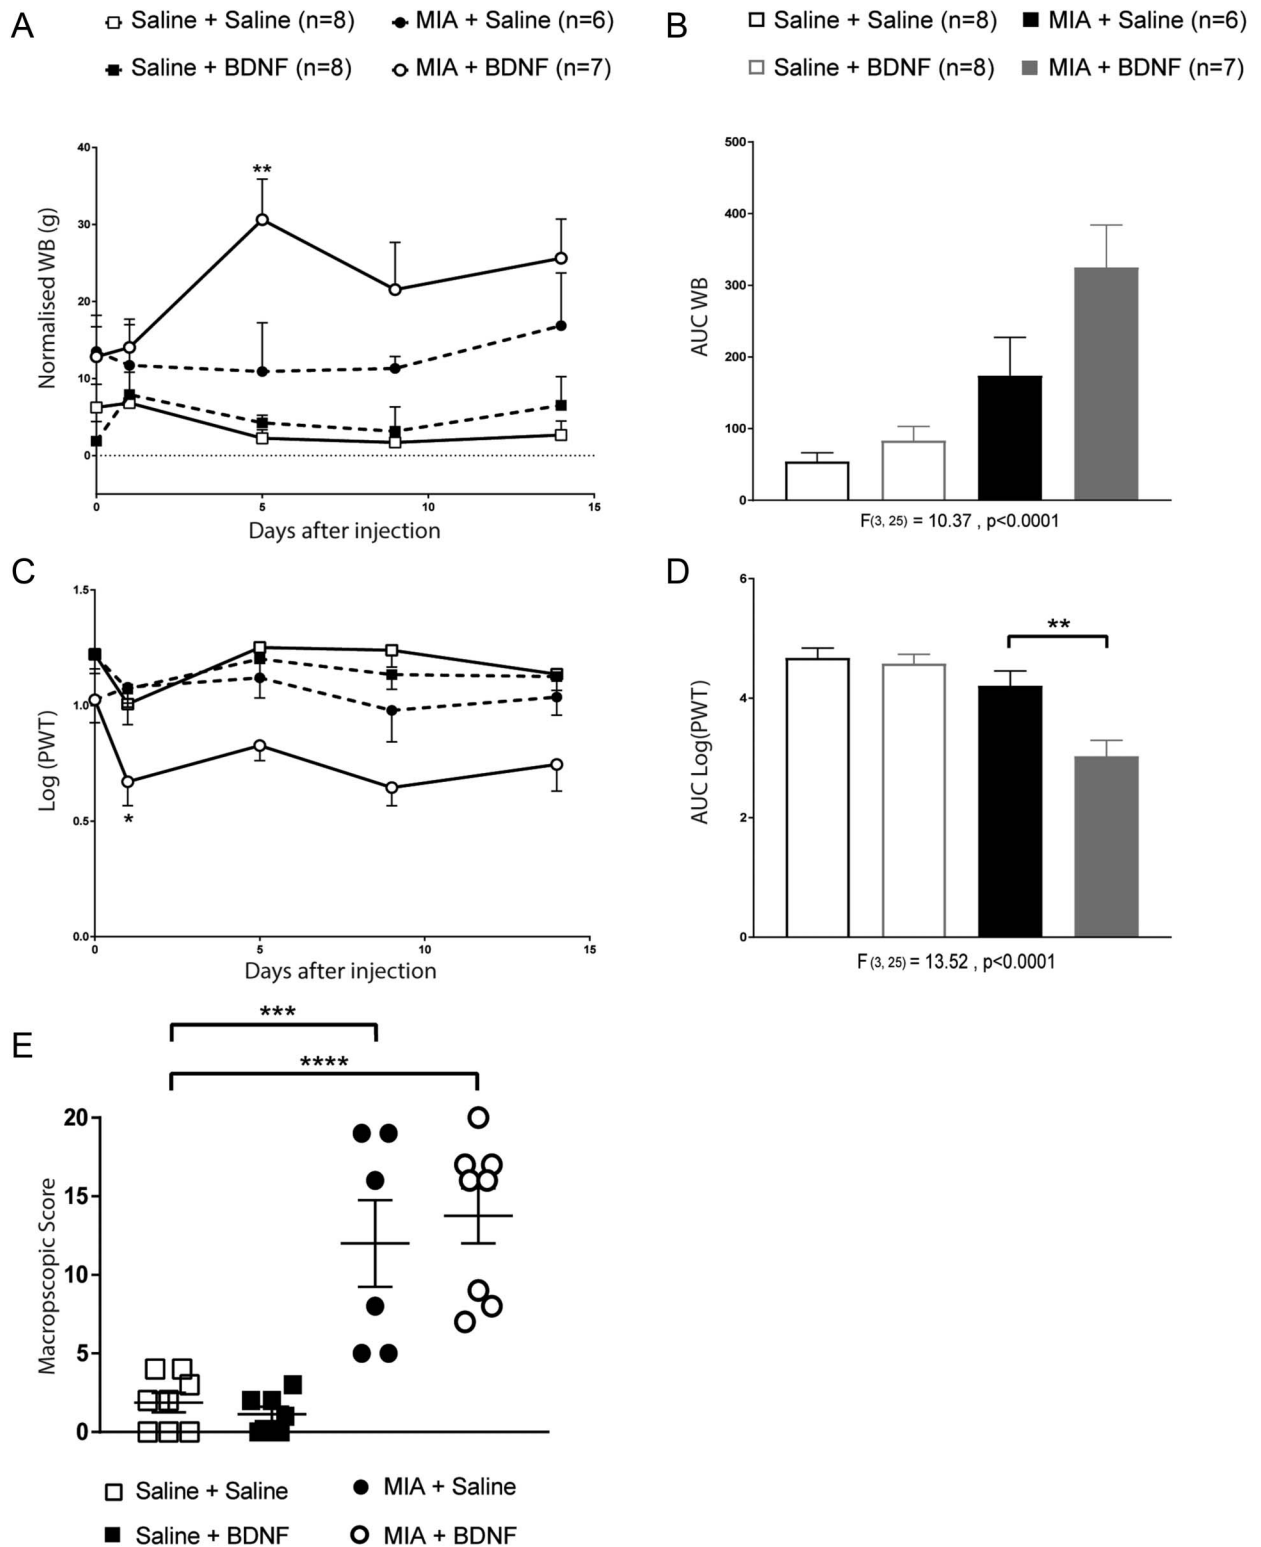 A
Saline + Saline (n=8)
MIA + Saline (n=6)
Saline + BDNF (n=8)
MIA + BDNF (n=7)
40
30
20
10
0
**
Normalised WB (g)
0
5
10
15
Days after injection
B
Saline + Saline (n=8)
MIA + Saline (n=6)
Saline + BDNF (n=8)
MIA + BDNF (n=7)
500
400
300
200
100
0
AUC WB
F(3, 25) = 10.37 , p<0.0001
C
1.5
1.0
0.5
0.0
Log (PWT)
*
0
5
10
15
Days after injection
D
6
4
2
0
AUC Log(PWT)
**
F (3, 25) = 13.52 , p<0.0001
E
***
****
20
15
10
5
0
Macropscopic Score
Saline + Saline
MIA + Saline
Saline + BDNF
MIA + BDNF